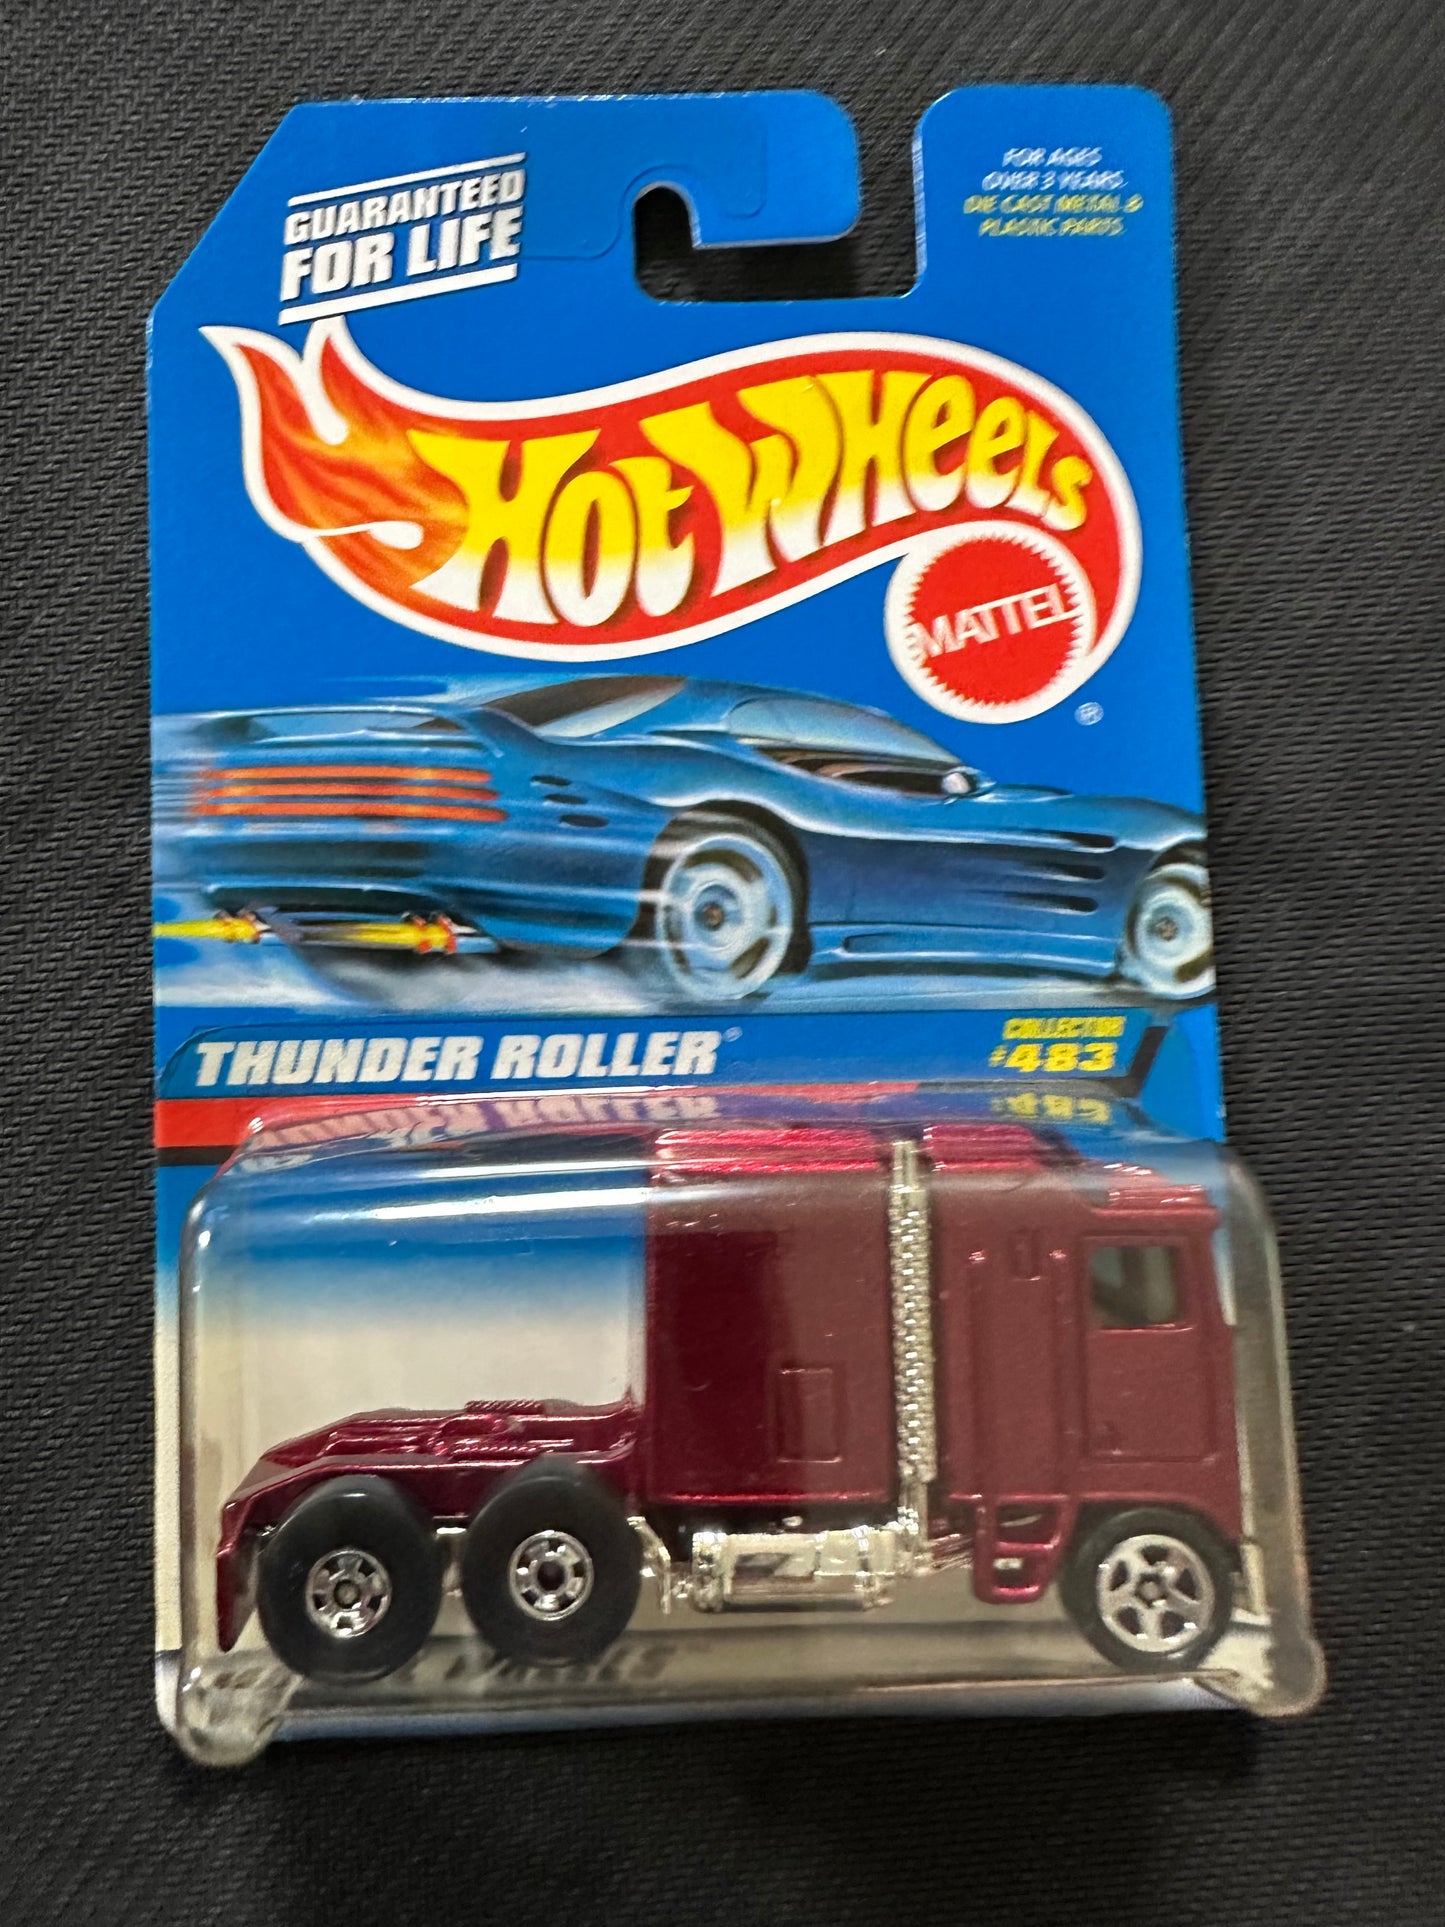 GUARANTEED
FOR LIFE
FOR AGES
OVER 3 YEARS
DIE CAST METAL &
PLASTIC PARTS
HOT WHEELS
MATTEL
®
THUNDER ROLLER®
COLLECTOR
#483